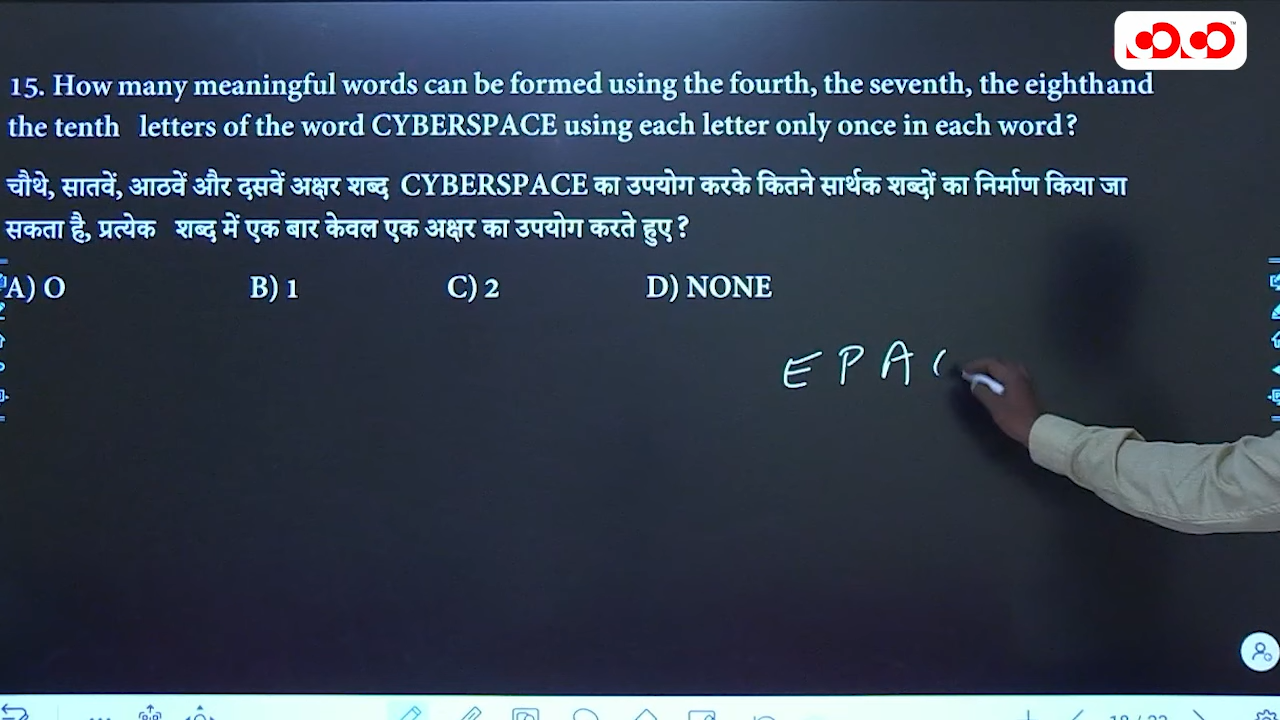 15. How many meaningful words can be formed using the fourth, the seventh, the eighthand
the tenth letters of the word CYBERSPACE using each letter only once in each word?
चौथे, सातवें, आठवें और दसवें अक्षर शब्द CYBERSPACE का उपयोग करके कितने सार्थक शब्दों का निर्माण किया जा
सकता है, प्रत्येक शब्द में एक बार केवल एक अक्षर का उपयोग करते हुए?
A) O B) 1 C) 2 D) NONE
E P A